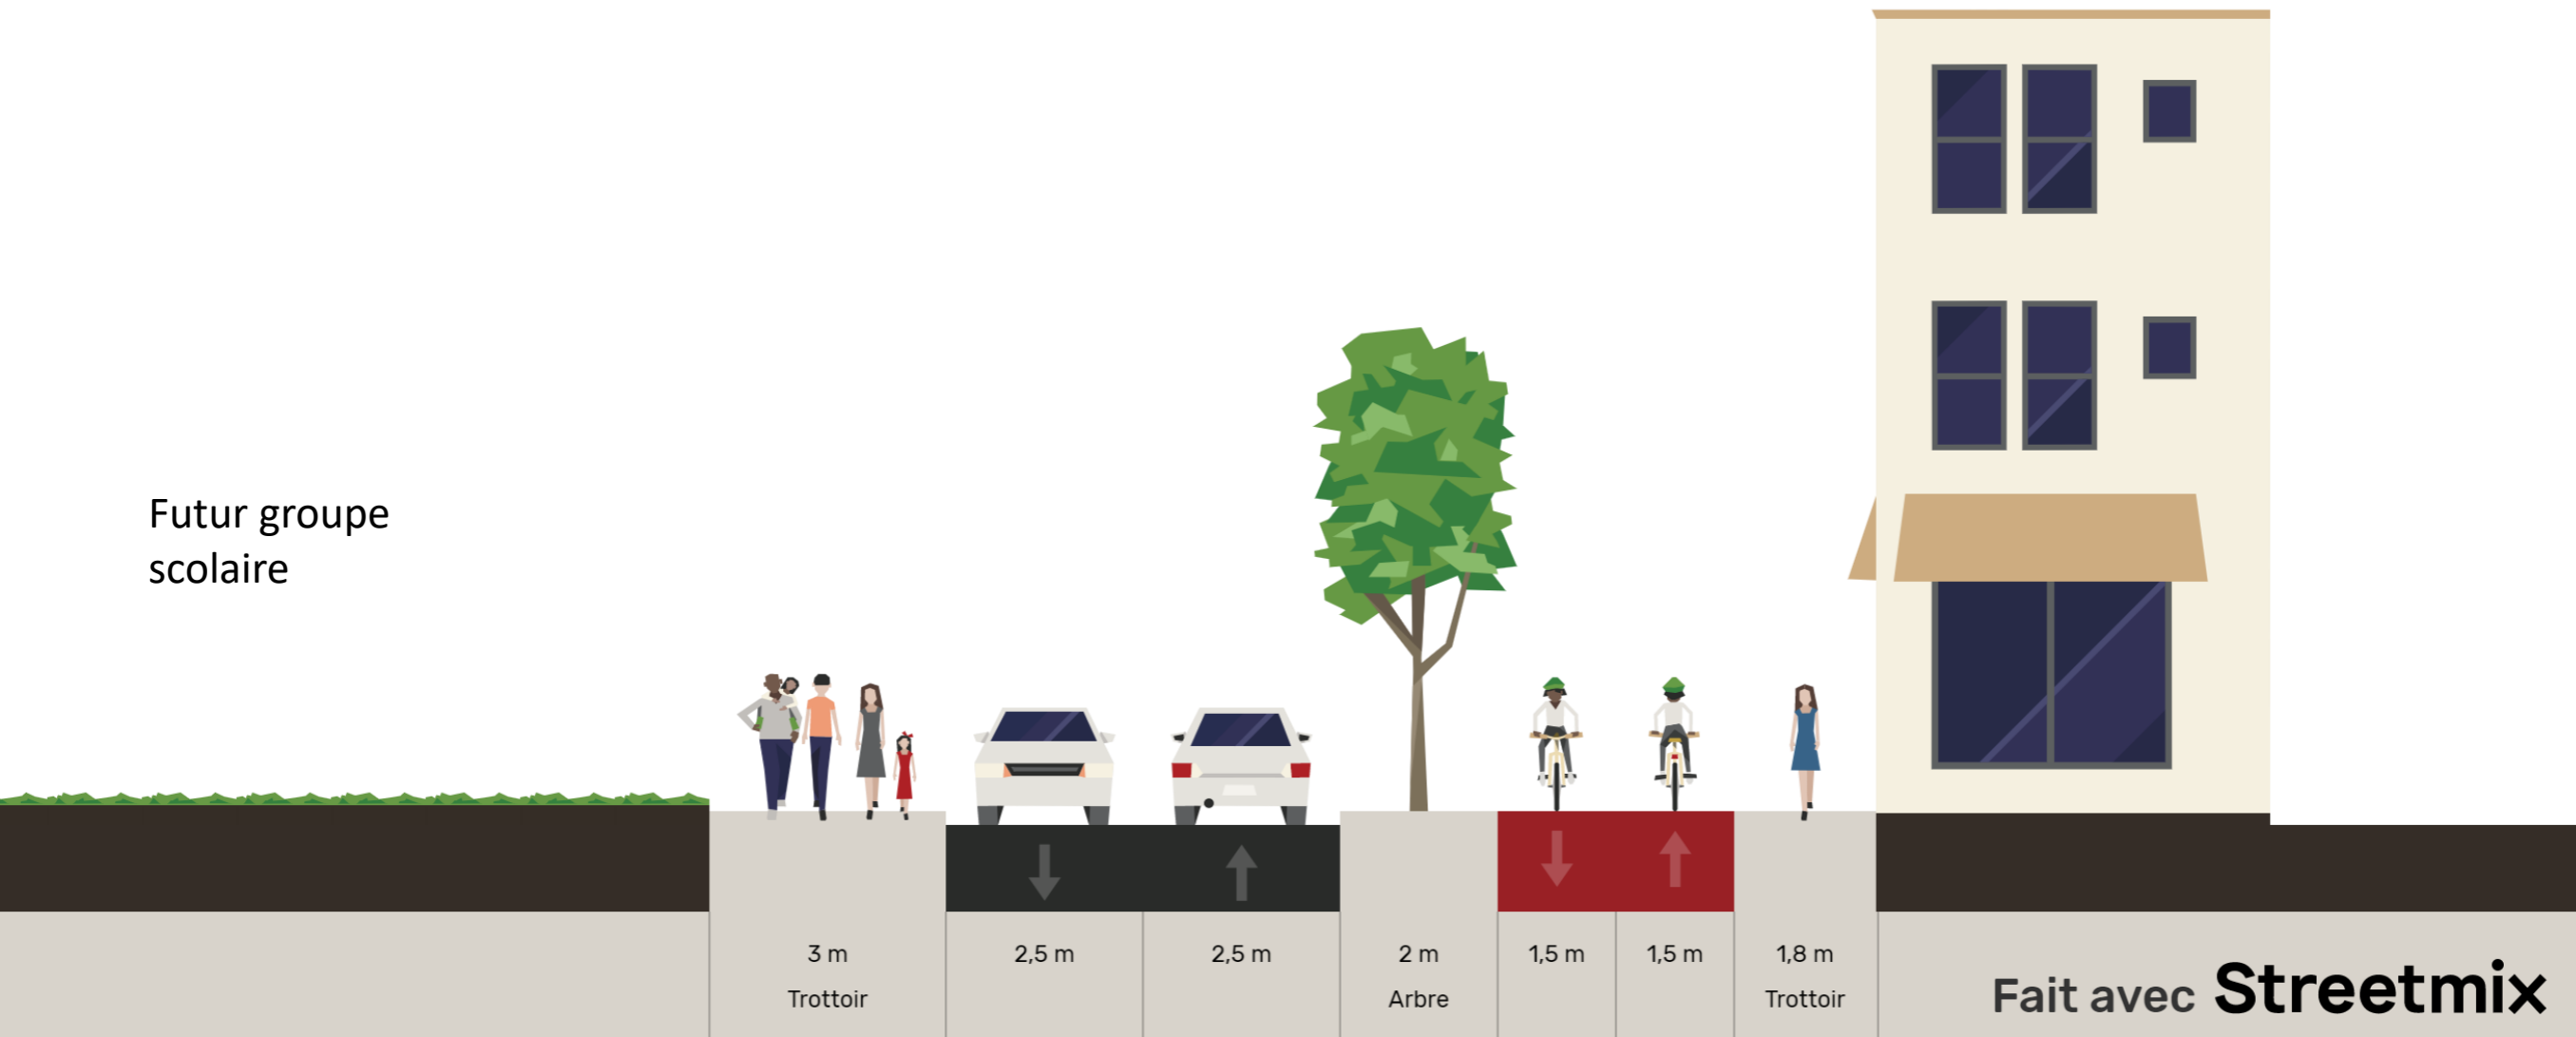 Futur groupe
scolaire
3 m
2,5 m
2,5 m
2 m
1,5 m
1,5 m
1,8 m
Trottoir
Arbre
Trottoir
Fait avec Streetmix